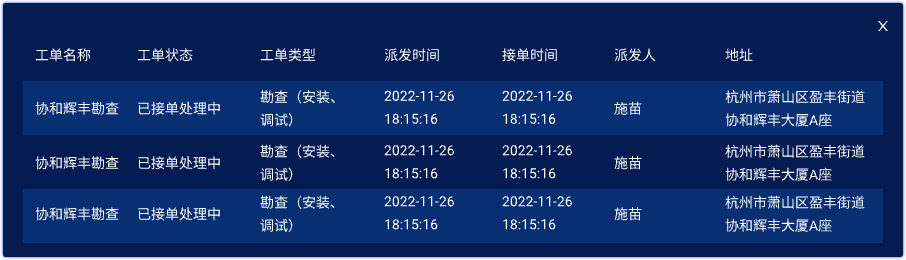 X
工单名称 工单状态 工单类型 派发时间 接单时间 派发人 地址
协和辉丰勘查 已接单处理中 勘查（安装、 2022-11-26 2022-11-26 施苗 杭州市萧山区盈丰街道
调试） 18:15:16 18:15:16 协和辉丰大厦A座
协和辉丰勘查 已接单处理中 勘查（安装、 2022-11-26 2022-11-26 施苗 杭州市萧山区盈丰街道
调试） 18:15:16 18:15:16 协和辉丰大厦A座
协和辉丰勘查 已接单处理中 勘查（安装、 2022-11-26 2022-11-26 施苗 杭州市萧山区盈丰街道
调试） 18:15:16 18:15:16 协和辉丰大厦A座